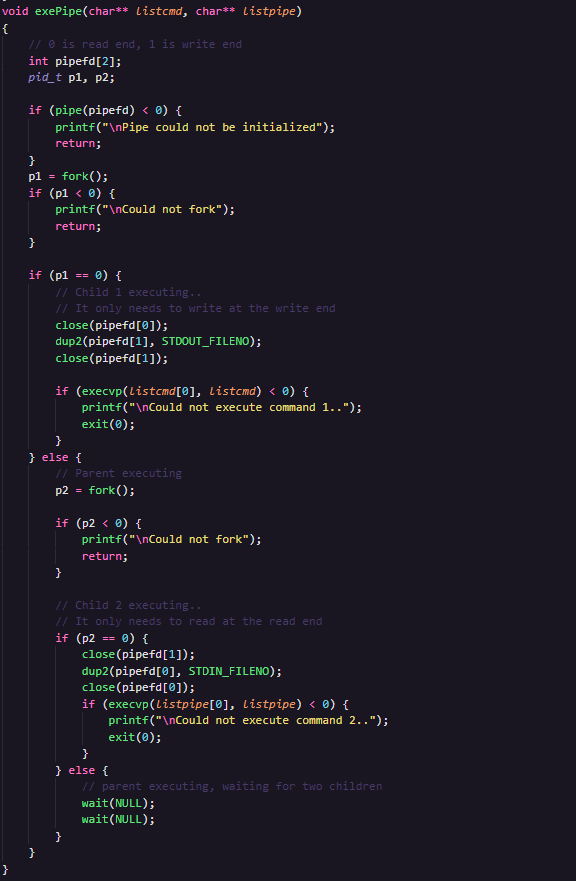 void exePipe(char** listcmd, char** listpipe)
{
    // 0 is read end, 1 is write end
    int pipefd[2];
    pid_t p1, p2;

    if (pipe(pipefd) < 0) {
        printf("\nPipe could not be initialized");
        return;
    }
    p1 = fork();
    if (p1 < 0) {
        printf("\nCould not fork");
        return;
    }

    if (p1 == 0) {
        // Child 1 executing..
        // It only needs to write at the write end
        close(pipefd[0]);
        dup2(pipefd[1], STDOUT_FILENO);
        close(pipefd[1]);

        if (execvp(listcmd[0], listcmd) < 0) {
            printf("\nCould not execute command 1..");
            exit(0);
        }
    } else {
        // Parent executing
        p2 = fork();

        if (p2 < 0) {
            printf("\nCould not fork");
            return;
        }

        // Child 2 executing..
        // It only needs to read at the read end
        if (p2 == 0) {
            close(pipefd[1]);
            dup2(pipefd[0], STDIN_FILENO);
            close(pipefd[0]);
            if (execvp(listpipe[0], listpipe) < 0) {
                printf("\nCould not execute command 2..");
                exit(0);
            }
        } else {
            // parent executing, waiting for two children
            wait(NULL);
            wait(NULL);
        }
    }
}